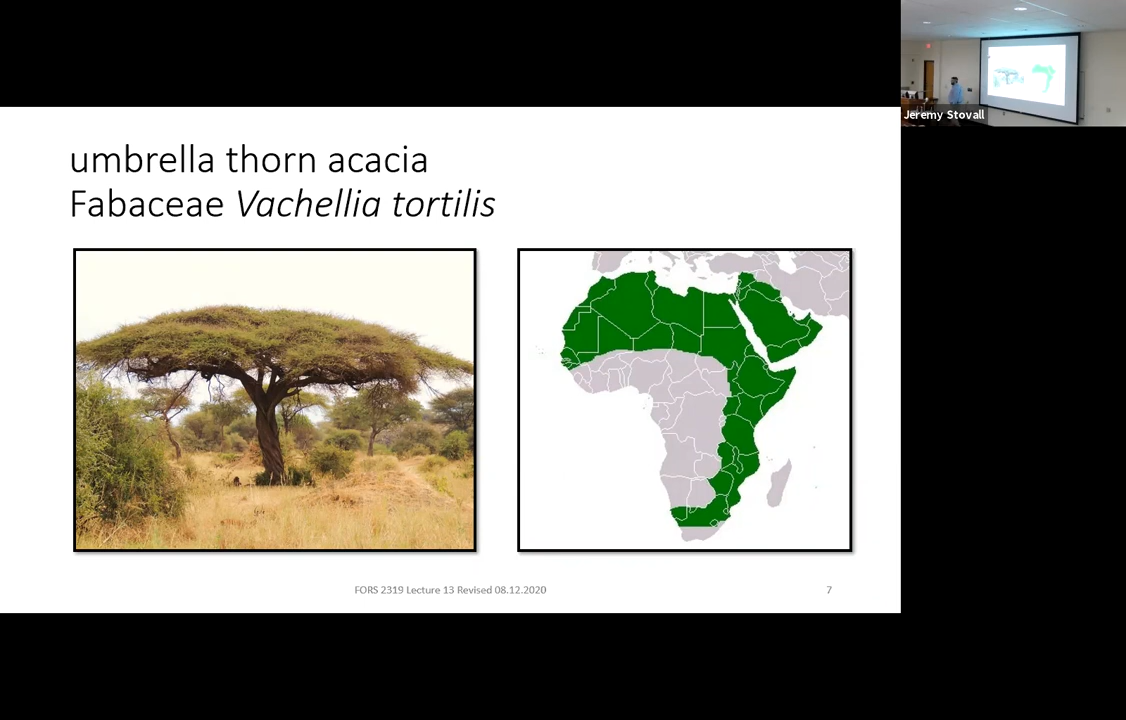 umbrella thorn acacia
Fabaceae Vachellia tortilis
FORS 2319 Lecture 13 Revised 08.12.2020
7
Jeremy Stovall